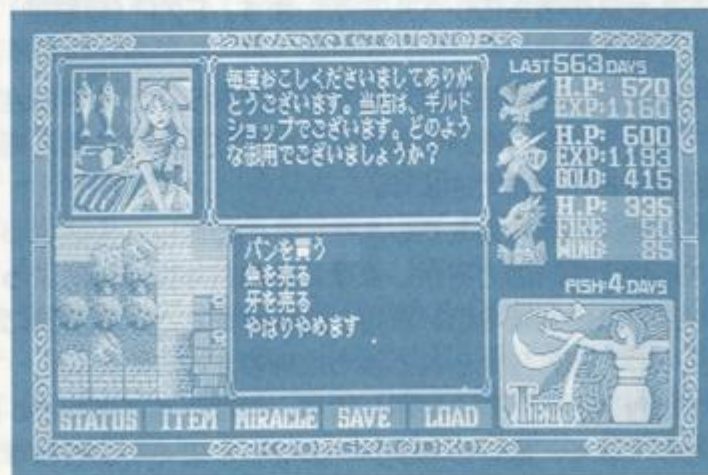 毎度おこしくださいましてありが
とうございます。当店は、ギルド
ショップでございます。どのよう
な御用でございましょうか?
パンを買う
魚を売る
牙を売る
やはりやめます
LAST 563 DAYS
H.P: 570
EXP:1160
H.P: 600
EXP:1193
GOLD: 415
H.P: 335
FIRE: 50
WIND: 85
FISH:4 DAYS
STATUS ITEM MIRACLE SAVE LOAD